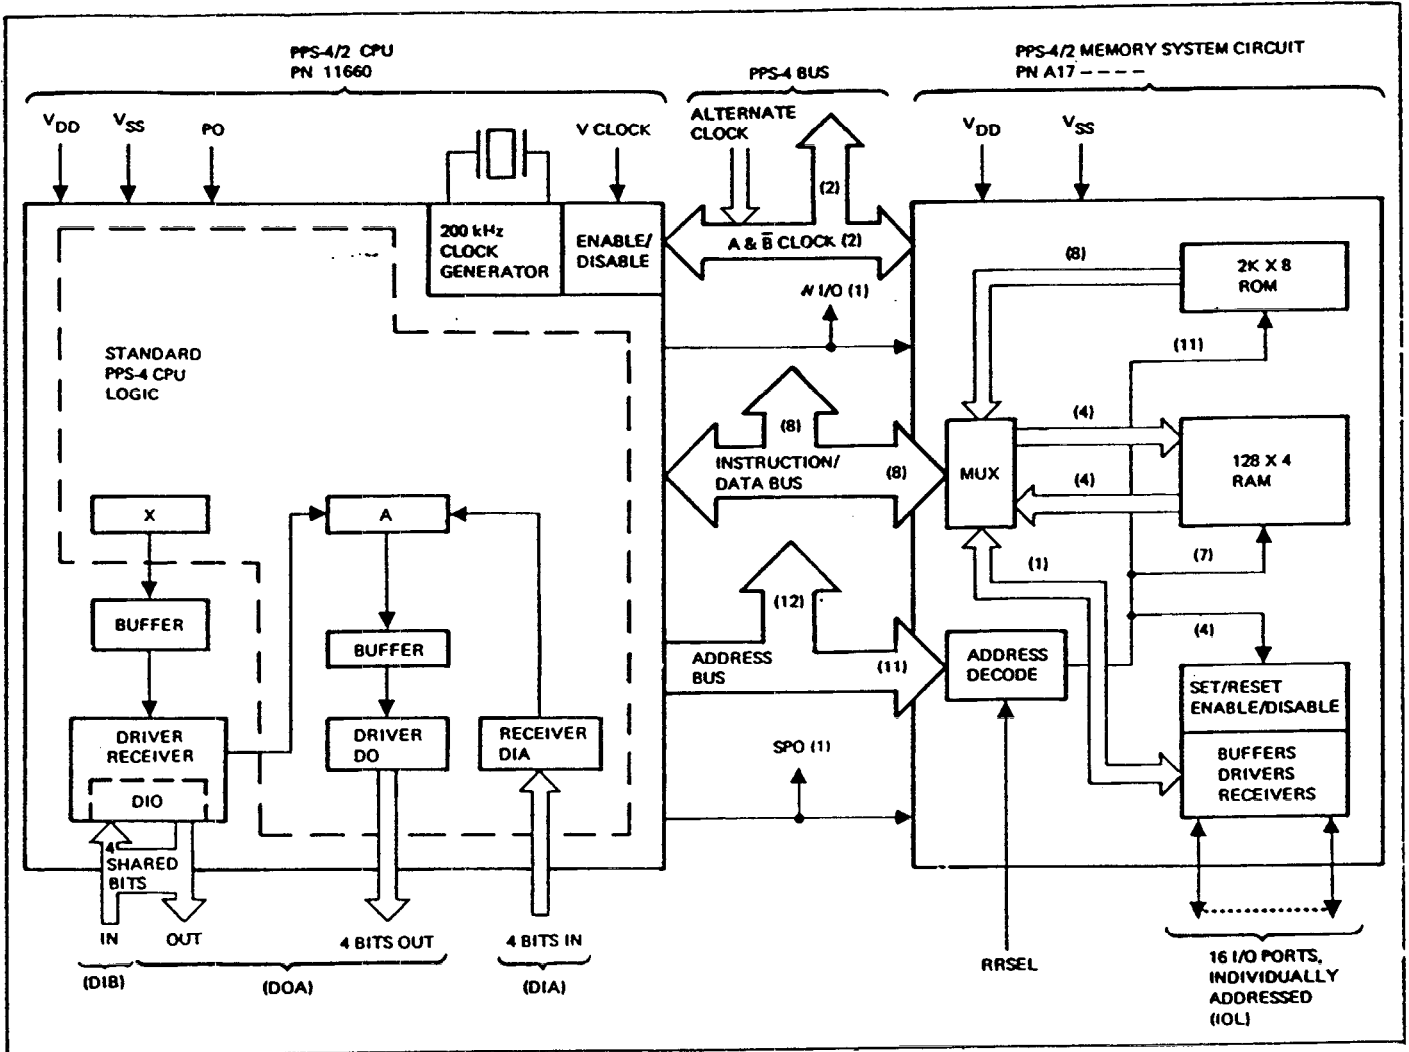 PPS-4/2 CPU
PN 11660
PPS-4 BUS
PPS-4/2 MEMORY SYSTEM CIRCUIT
PN A17 – – – –
VDD
VSS
PO
V CLOCK
ALTERNATE
CLOCK
VDD
VSS
200 kHz
CLOCK
GENERATOR
ENABLE/
DISABLE
(2)
A & B̅ CLOCK (2)
(8)
2K X 8
ROM
W I/O (1)
(11)
STANDARD
PPS-4 CPU
LOGIC
(8)
INSTRUCTION/
DATA BUS
(8)
MUX
(4)
(4)
128 X 4
RAM
X
A
(1)
(7)
BUFFER
BUFFER
(12)
ADDRESS
BUS
(11)
ADDRESS
DECODE
(4)
SET/RESET
ENABLE/DISABLE
DRIVER
RECEIVER
DIO
DRIVER
DO
RECEIVER
DIA
SPO (1)
BUFFERS
DRIVERS
RECEIVERS
4
SHARED
BITS
IN
OUT
4 BITS OUT
4 BITS IN
(DIB)
(DOA)
(DIA)
RRSEL
16 I/O PORTS,
INDIVIDUALLY
ADDRESSED
(IOL)